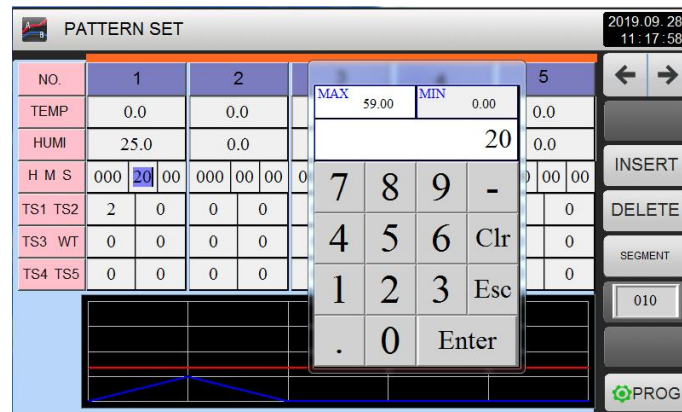 A B PATTERN SET 2019.09.28
11:17:58
NO. 1 2 5
TEMP 0.0 0.0 0.0
HUMI 25.0 0.0 0.0
H M S 000 20 00 000 00 00 00 00
TS1 TS2 2 0 0 0 0
TS3 WT 0 0 0 0 0
TS4 TS5 0 0 0 0 0
MAX 59.00 MIN 0.00
20
7 8 9 -
4 5 6 Clr
1 2 3 Esc
. 0 Enter
INSERT
DELETE
SEGMENT
010
PROG